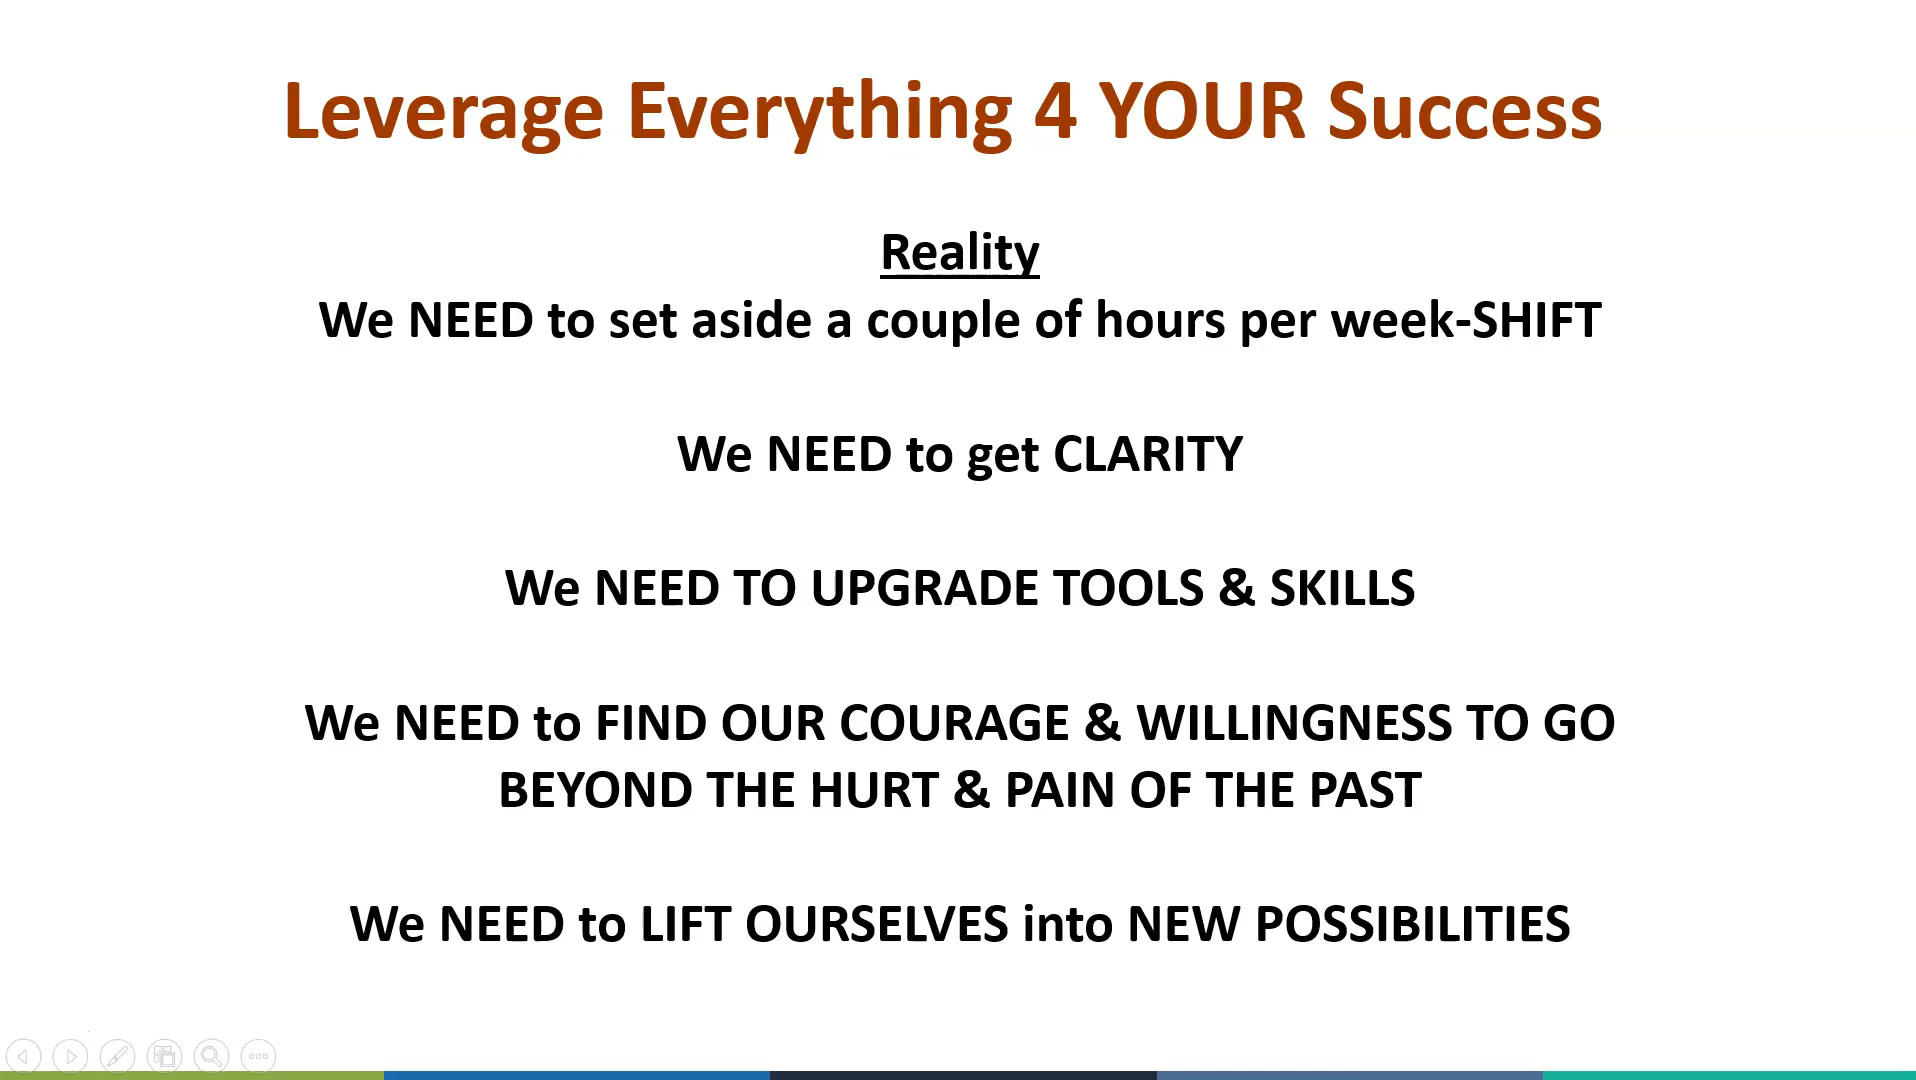 Leverage Everything 4 YOUR Success
Reality
We NEED to set aside a couple of hours per week-SHIFT
We NEED to get CLARITY
We NEED TO UPGRADE TOOLS & SKILLS
We NEED to FIND OUR COURAGE & WILLINGNESS TO GO
BEYOND THE HURT & PAIN OF THE PAST
We NEED to LIFT OURSELVES into NEW POSSIBILITIES